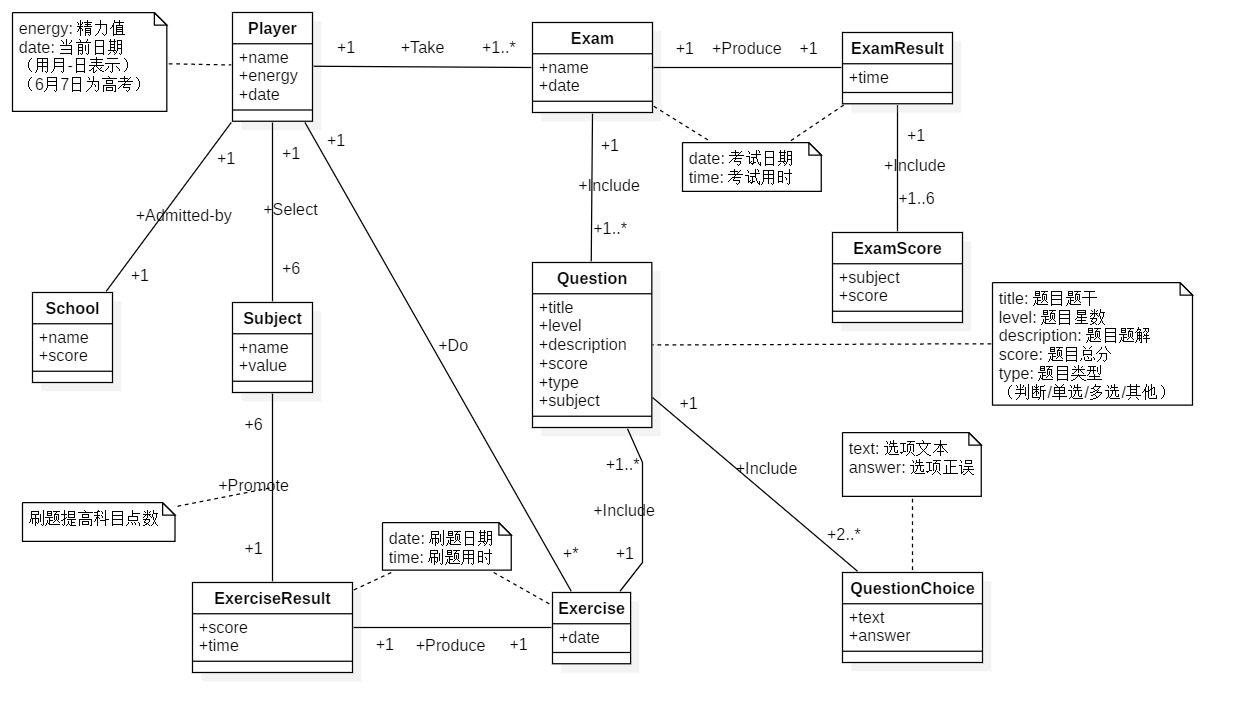 energy: 精力值
date: 当前日期
（用月-日表示）
（6月7日为高考）
Player
+name
+energy
+date
+1
+Take
+1..*
Exam
+name
+date
+1
+Produce
+1
ExamResult
+time
date: 考试日期
time: 考试用时
+1
+Include
+1..6
ExamScore
+subject
+score
+1
+Admitted-by
+1
School
+name
+score
+1
+Select
+6
Subject
+name
+value
+1
+Do
+*
+1
+Include
+1..*
Question
+title
+level
+description
+score
+type
+subject
title: 题目题干
level: 题目星数
description: 题目题解
score: 题目总分
type: 题目类型
（判断/单选/多选/其他）
+1
+Include
+2..*
text: 选项文本
answer: 选项正误
QuestionChoice
+text
+answer
+1..*
+Include
+1
+6
+Promote
+1
刷题提高科目点数
date: 刷题日期
time: 刷题用时
ExerciseResult
+score
+time
+1
+Produce
+1
Exercise
+date